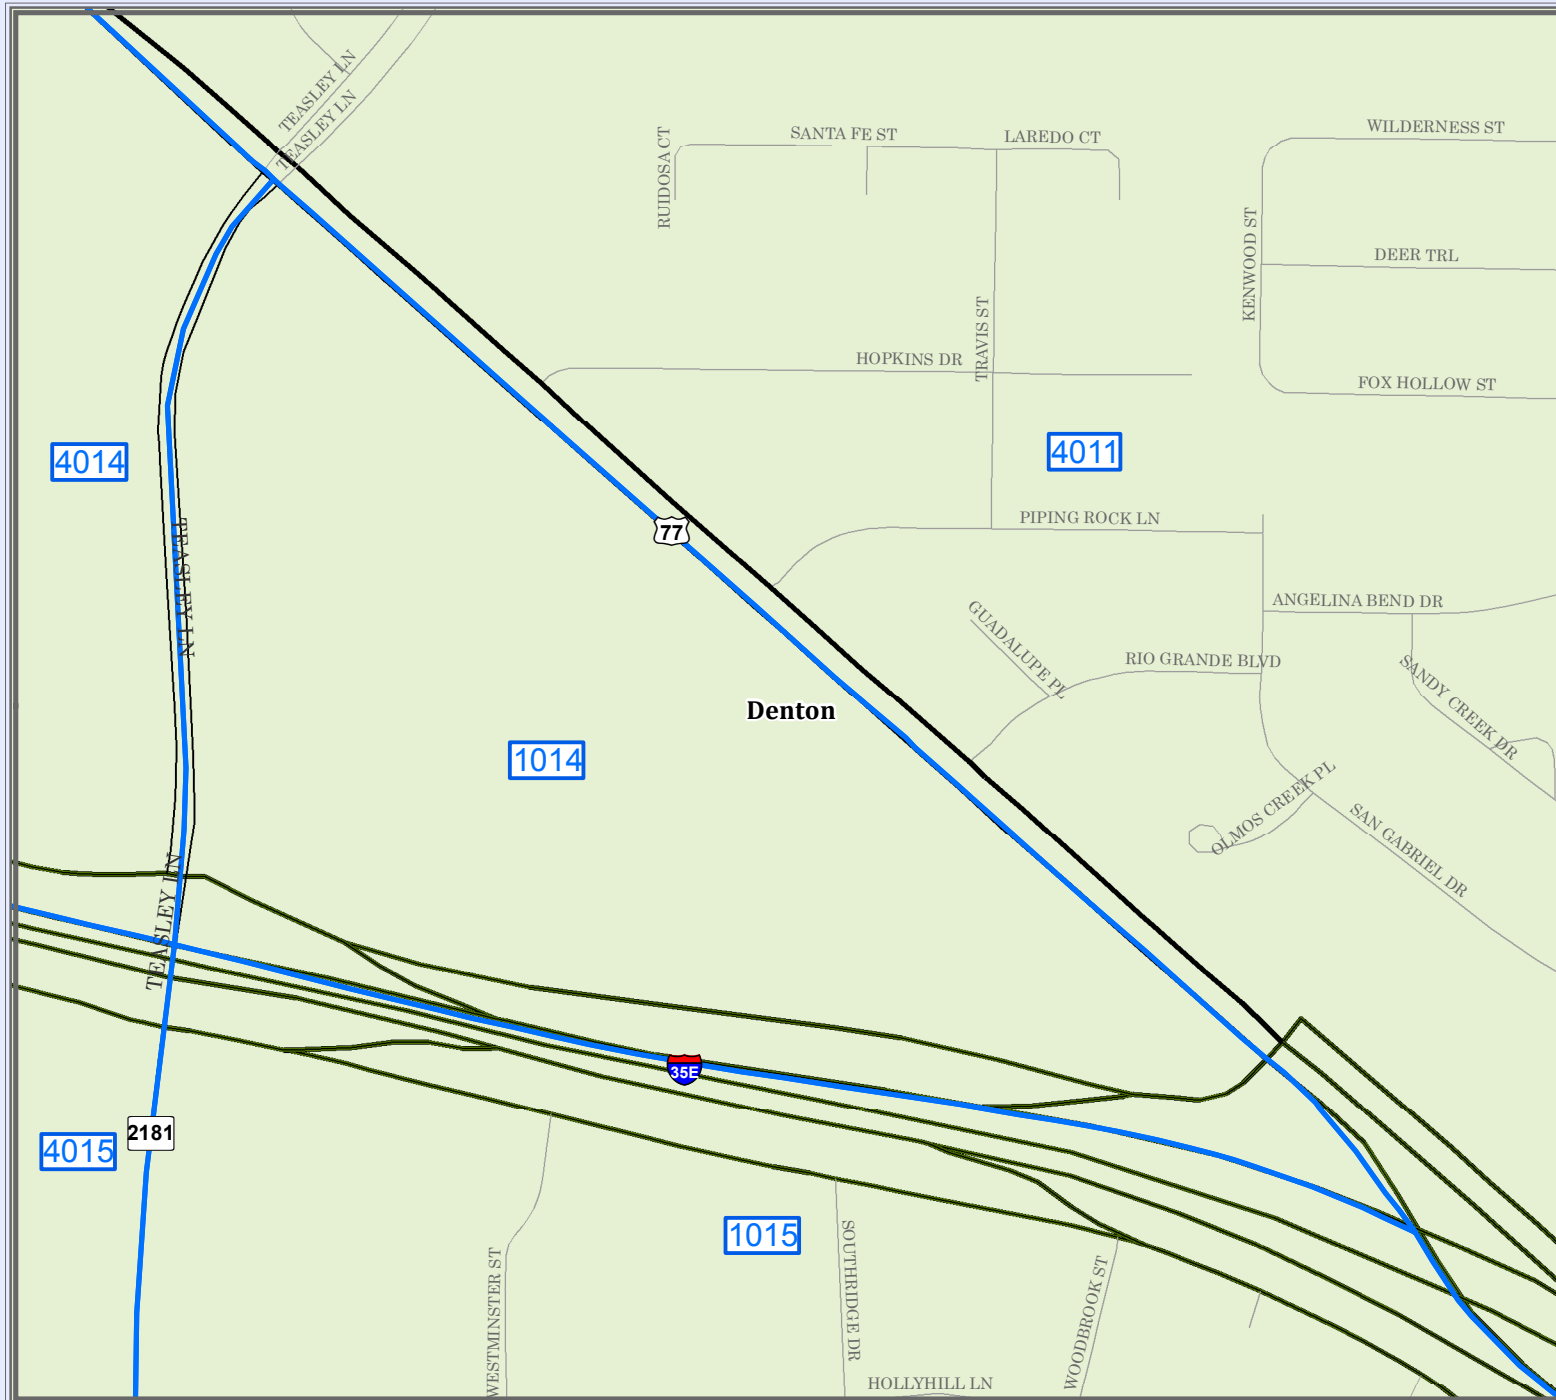 TEASLEY LN
TEASLEY LN
RUIDOSA CT
SANTA FE ST
LAREDO CT
WILDERNESS ST
KENWOOD ST
DEER TRL
TRAVIS ST
HOPKINS DR
FOX HOLLOW ST
4014
4011
77
PIPING ROCK LN
TEASLEY LN
GUADALUPE PL
ANGELINA BEND DR
RIO GRANDE BLVD
SANDY CREEK DR
Denton
1014
OLMOS CREEK PL
SAN GABRIEL DR
TEASLEY LN
35E
2181
4015
1015
WESTMINSTER ST
SOUTHRIDGE DR
WOODBROOK ST
HOLLYHILL LN